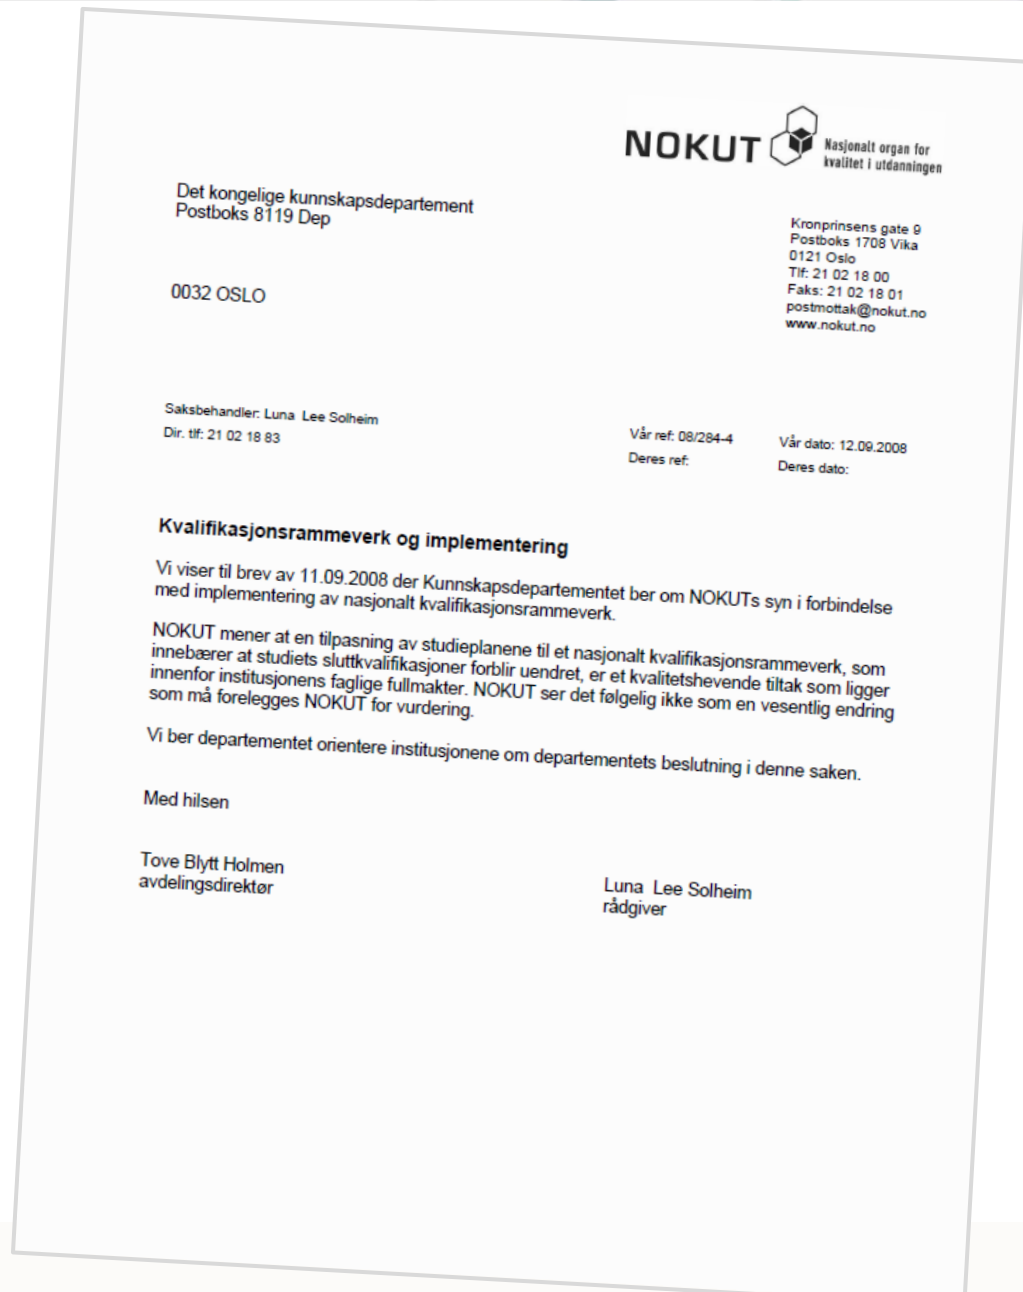 NOKUT
Nasjonalt organ for
kvalitet i utdanningen
Det kongelige kunnskapsdepartement
Postboks 8119 Dep
0032 OSLO
Kronprinsens gate 9
Postboks 1708 Vika
0121 Oslo
Tlf: 21 02 18 00
Faks: 21 02 18 01
postmottak@nokut.no
www.nokut.no
Saksbehandler: Luna Lee Solheim
Dir. tlf: 21 02 18 83
Vår ref: 08/284-4
Vår dato: 12.09.2008
Deres ref:
Deres dato:
Kvalifikasjonsrammeverk og implementering
Vi viser til brev av 11.09.2008 der Kunnskapsdepartementet ber om NOKUTs syn i forbindelse
med implementering av nasjonalt kvalifikasjonsrammeverk.
NOKUT mener at en tilpasning av studieplanene til et nasjonalt kvalifikasjonsrammeverk, som
innebærer at studiets sluttkvalifikasjoner forblir uendret, er et kvalitetshevende tiltak som ligger
innenfor institusjonens faglige fullmakter. NOKUT ser det følgelig ikke som en vesentlig endring
som må forelegges NOKUT for vurdering.
Vi ber departementet orientere institusjonene om departementets beslutning i denne saken.
Med hilsen
Tove Blytt Holmen
avdelingsdirektør
Luna Lee Solheim
rådgiver